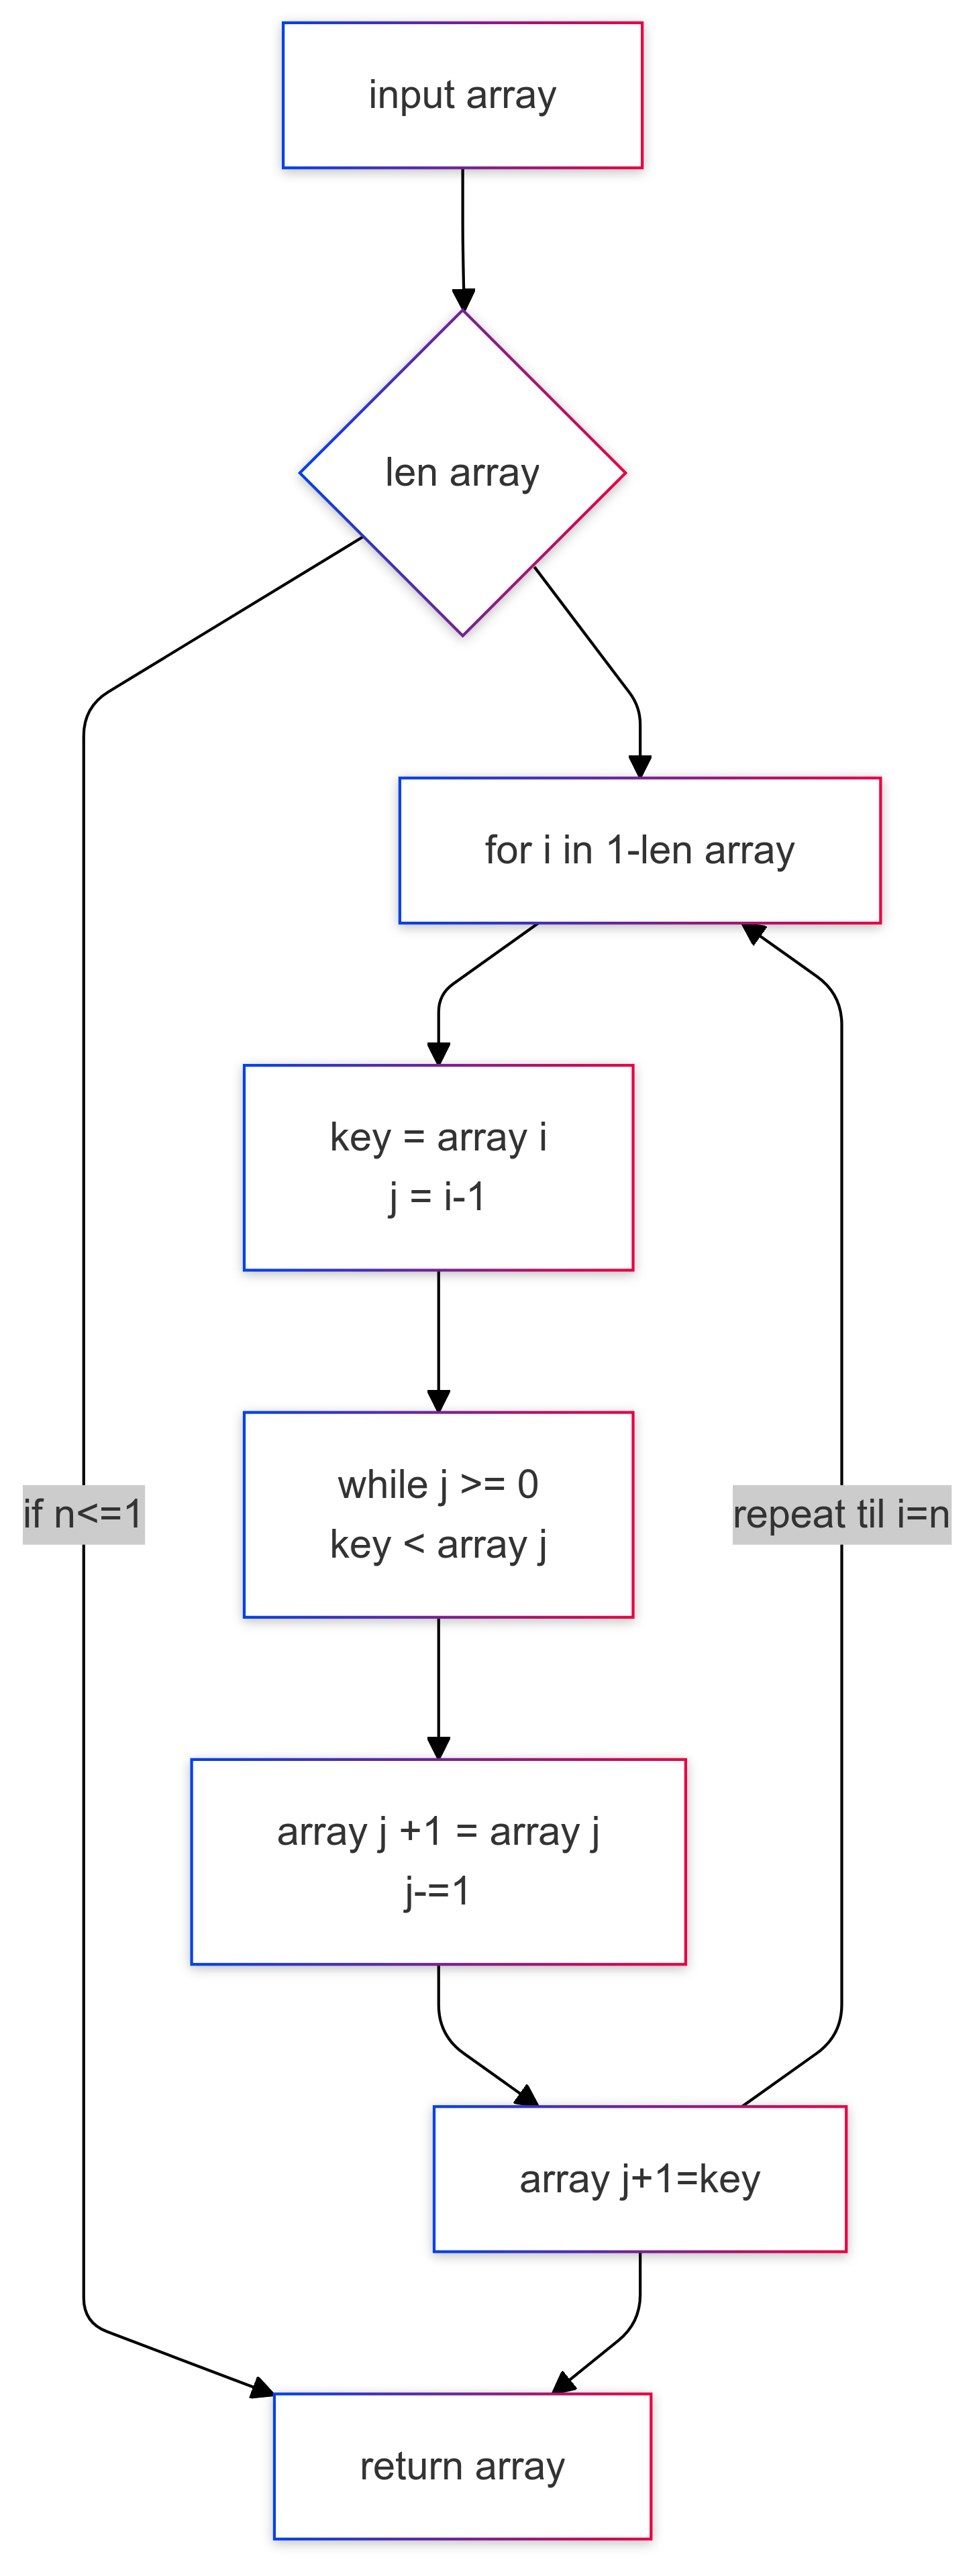 input array
len array
for i in 1-len array
key = array i
j = i-1
while j >= 0
key < array j
if n<=1
repeat til i=n
array j +1 = array j
j-=1
array j+1=key
return array